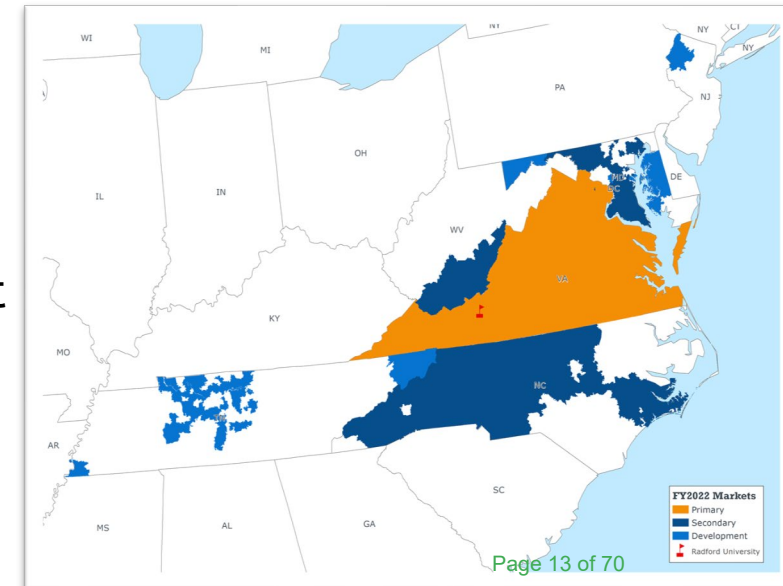 NY
CT
WI
MI
NY
NY
PA
NJ
OH
IL
IN
MD
DE
DC
WV
VA
KY
MO
NC
TN
AR
SC
MS
AL
GA
t
FY2022 Markets
Primary
Secondary
Development
Radford University
Page 13 of 70